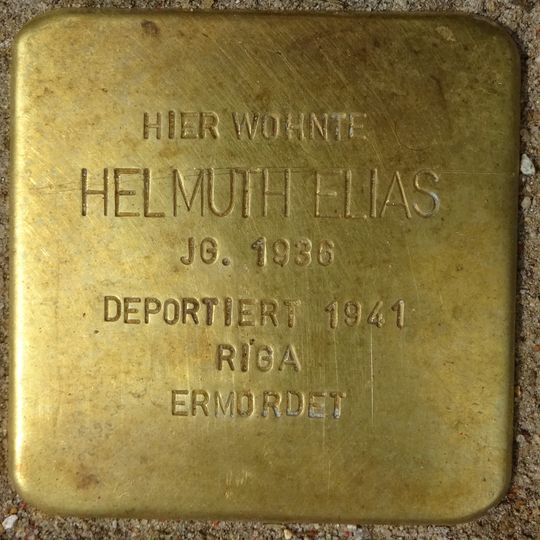 HIER WOHNTE
HELMUTH ELIAS
JG. 1936
DEPORTIERT 1941
RIGA
ERMORDET